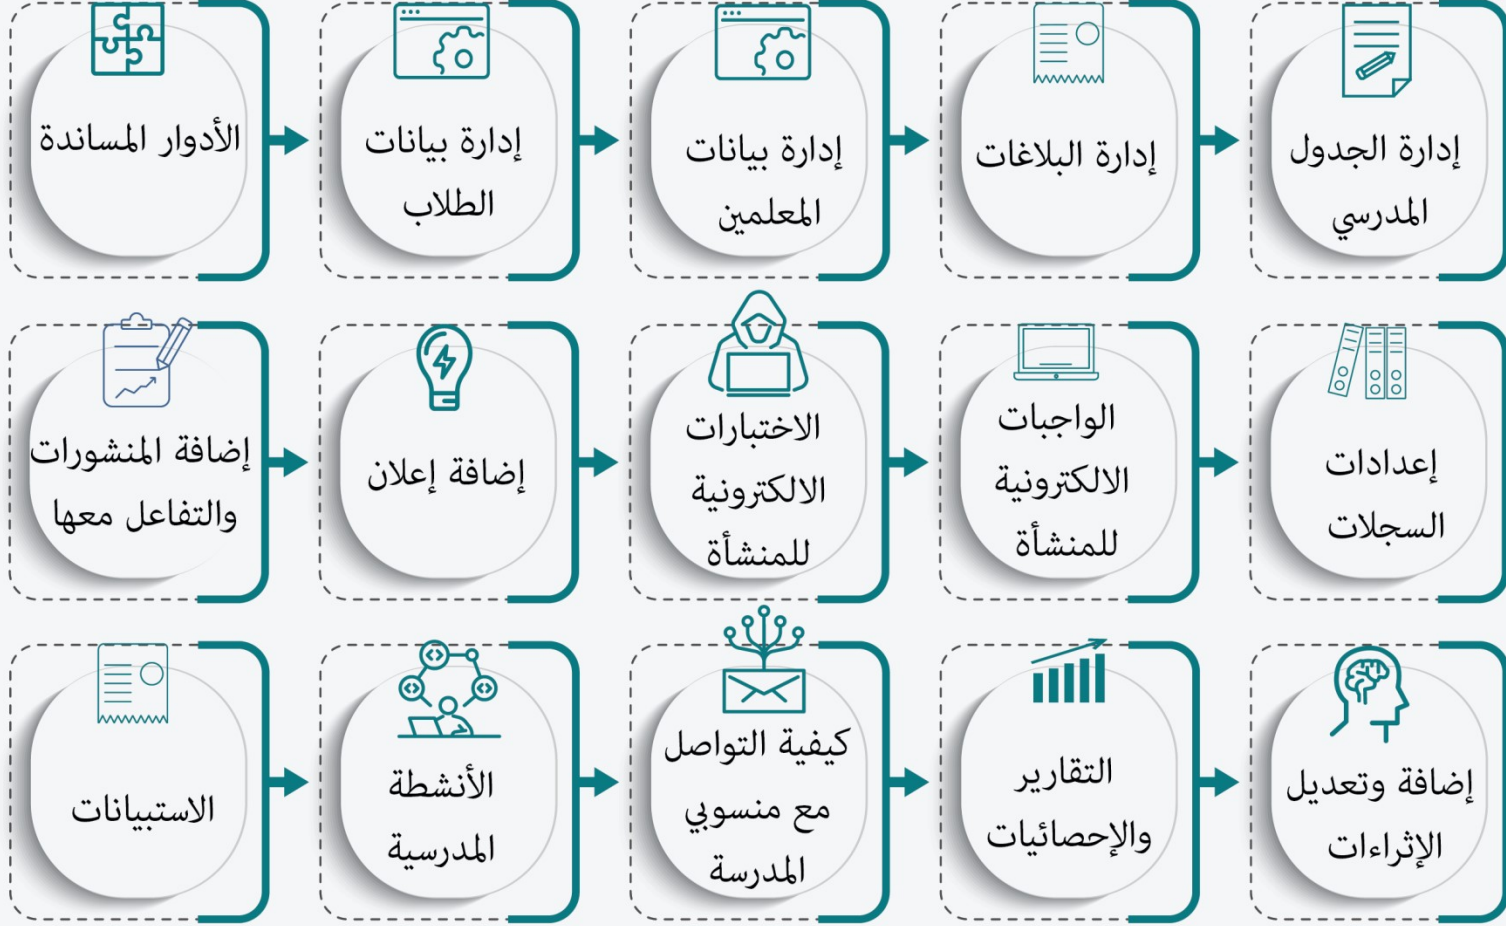 إدارة الجدول
المدرسي
إدارة البلاغات
إدارة بيانات
المعلمين
إدارة بيانات
الطلاب
الأدوار المساندة
إعدادات
السجلات
الواجبات
الالكترونية
للمنشأة
الاختبارات
الالكترونية
للمنشأة
إضافة إعلان
إضافة المنشورات
والتفاعل معها
إضافة وتعديل
الإثراءات
التقارير
والإحصائيات
كيفية التواصل
مع منسوبي
المدرسة
الأنشطة
المدرسية
الاستبيانات